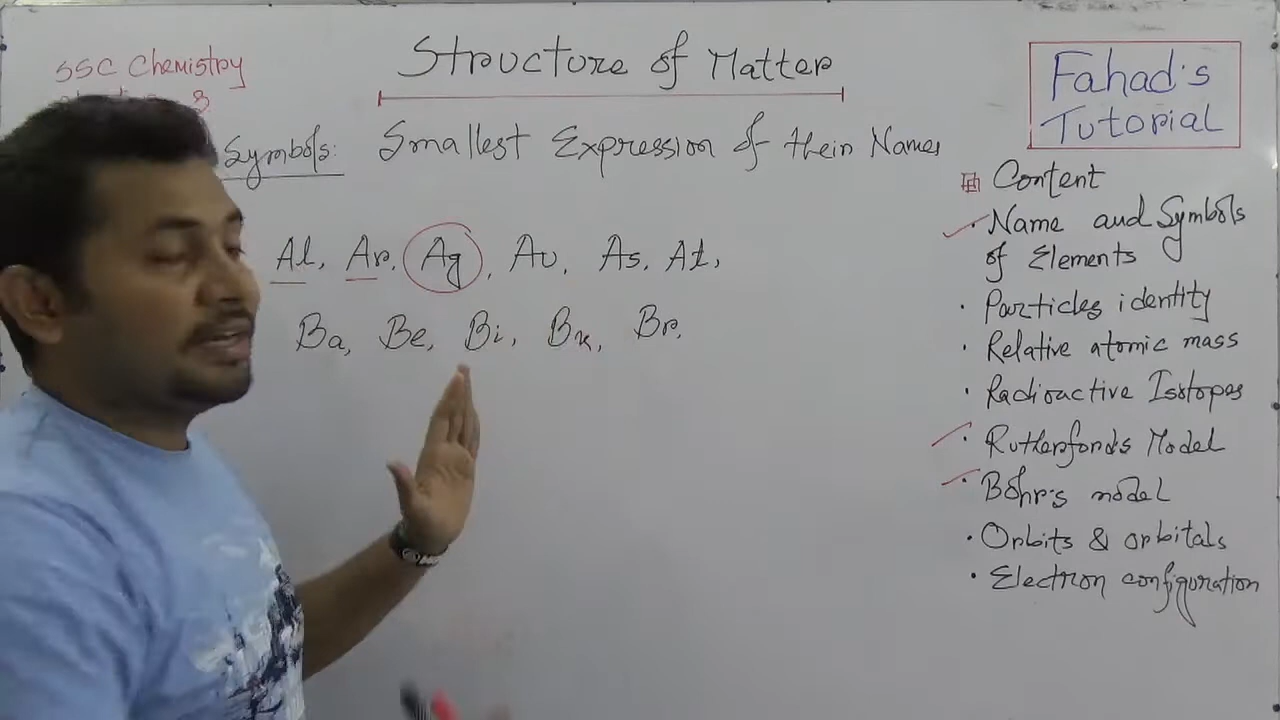 SSC Chemistry
3
Structure of Matter
Fahad's
Tutorial
Symbols: Smallest Expression of their Names
Content
Name and Symbols
of Elements
Al, Ar, Ag, Au, As, At,
Ba, Be, Bi, Bk, Br,
· Particles identity
· Relative atomic mass
· Radioactive Isotopes
· Rutherford's Model
· Bohr's model
· Orbits & orbitals
· Electron configuration